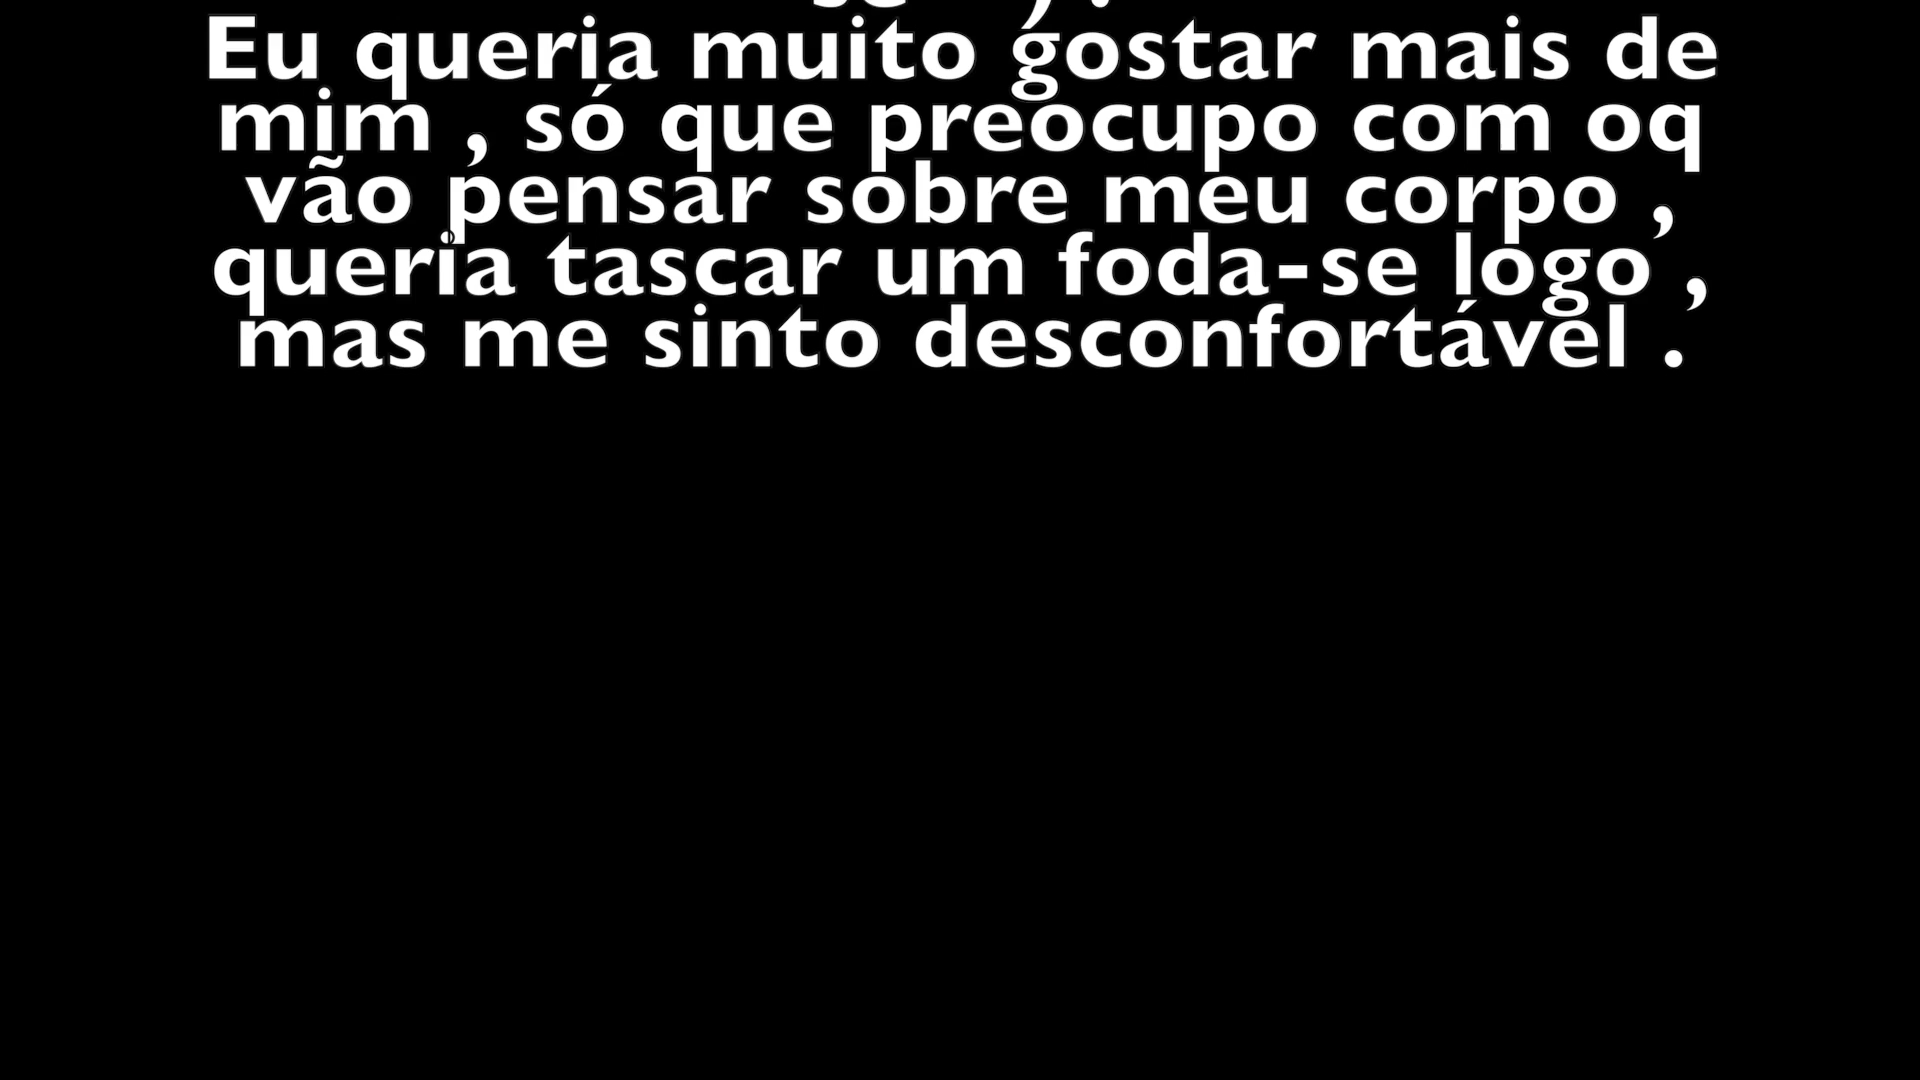 Eu queria muito gostar mais de
mim , só que preocupo com oq
vão pensar sobre meu corpo ,
queria tascar um foda-se logo ,
mas me sinto desconfortável .